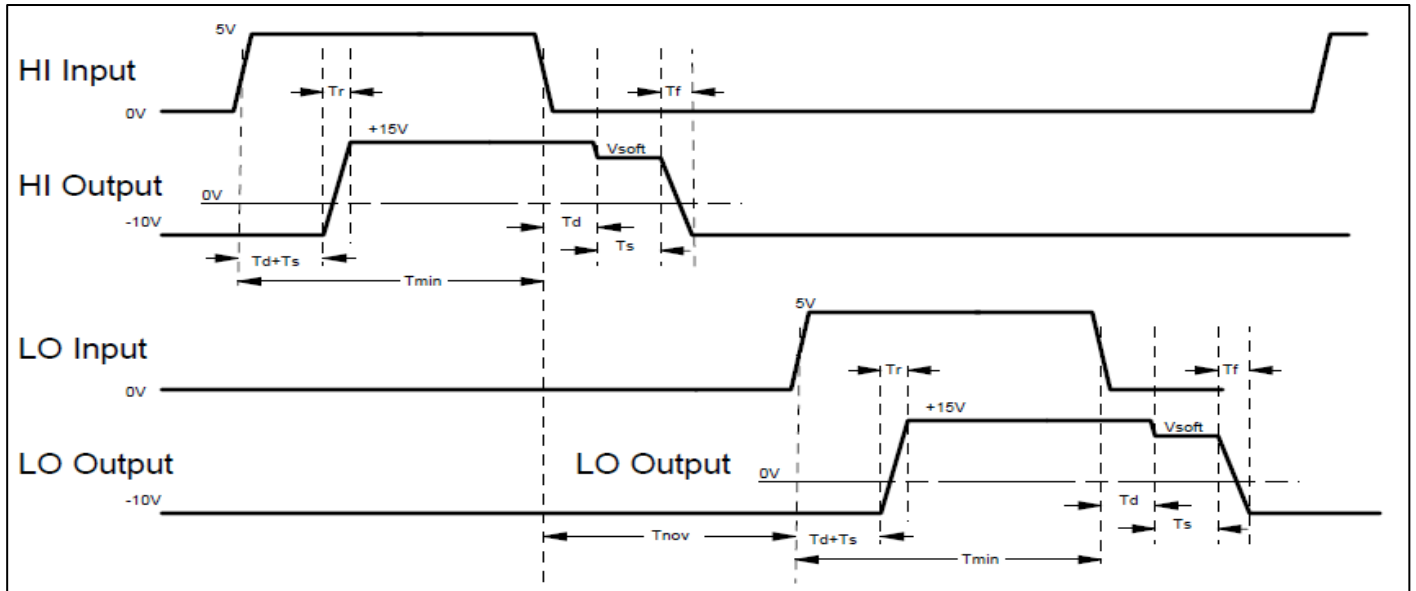 5V
HI Input
Tr
Tf
0V
+15V
Vsoft
HI Output
0V
-10V
Td
Ts
Td+Ts
Tmin
5V
LO Input
Tr
Tf
0V
+15V
Vsoft
LO Output
LO Output
0V
-10V
Td
Ts
Tnov
Td+Ts
Tmin